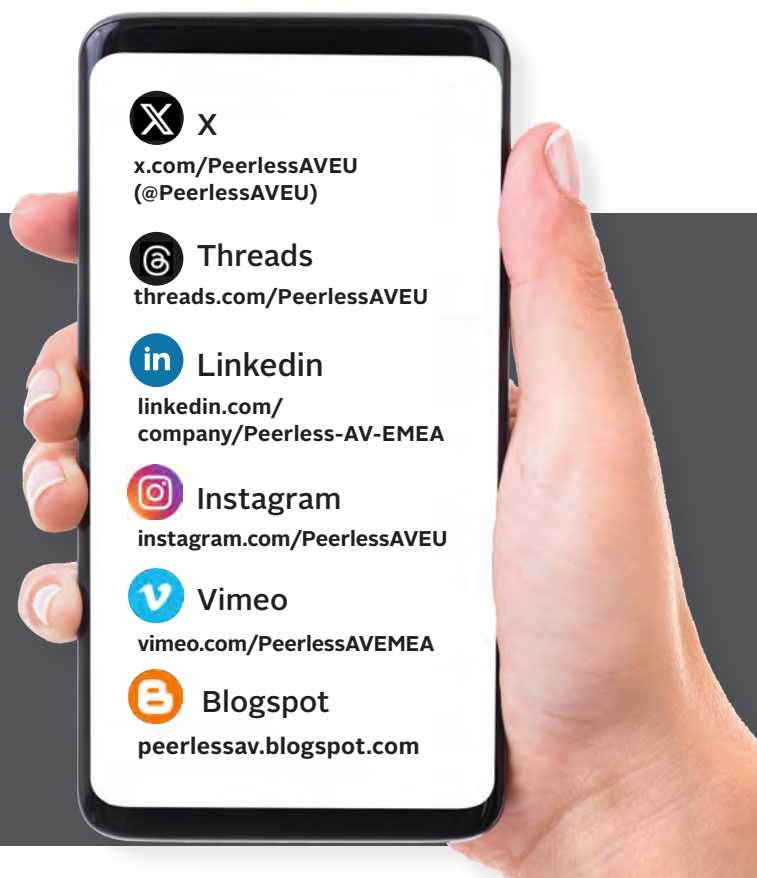 X
x.com/PeerlessAVEU
(@PeerlessAVEU)
Threads
threads.com/PeerlessAVEU
in
Linkedin
linkedin.com/
company/Peerless-AV-EMEA
Instagram
instagram.com/PeerlessAVEU
Vimeo
vimeo.com/PeerlessAVEMEA
Blogspot
peerlessav.blogspot.com